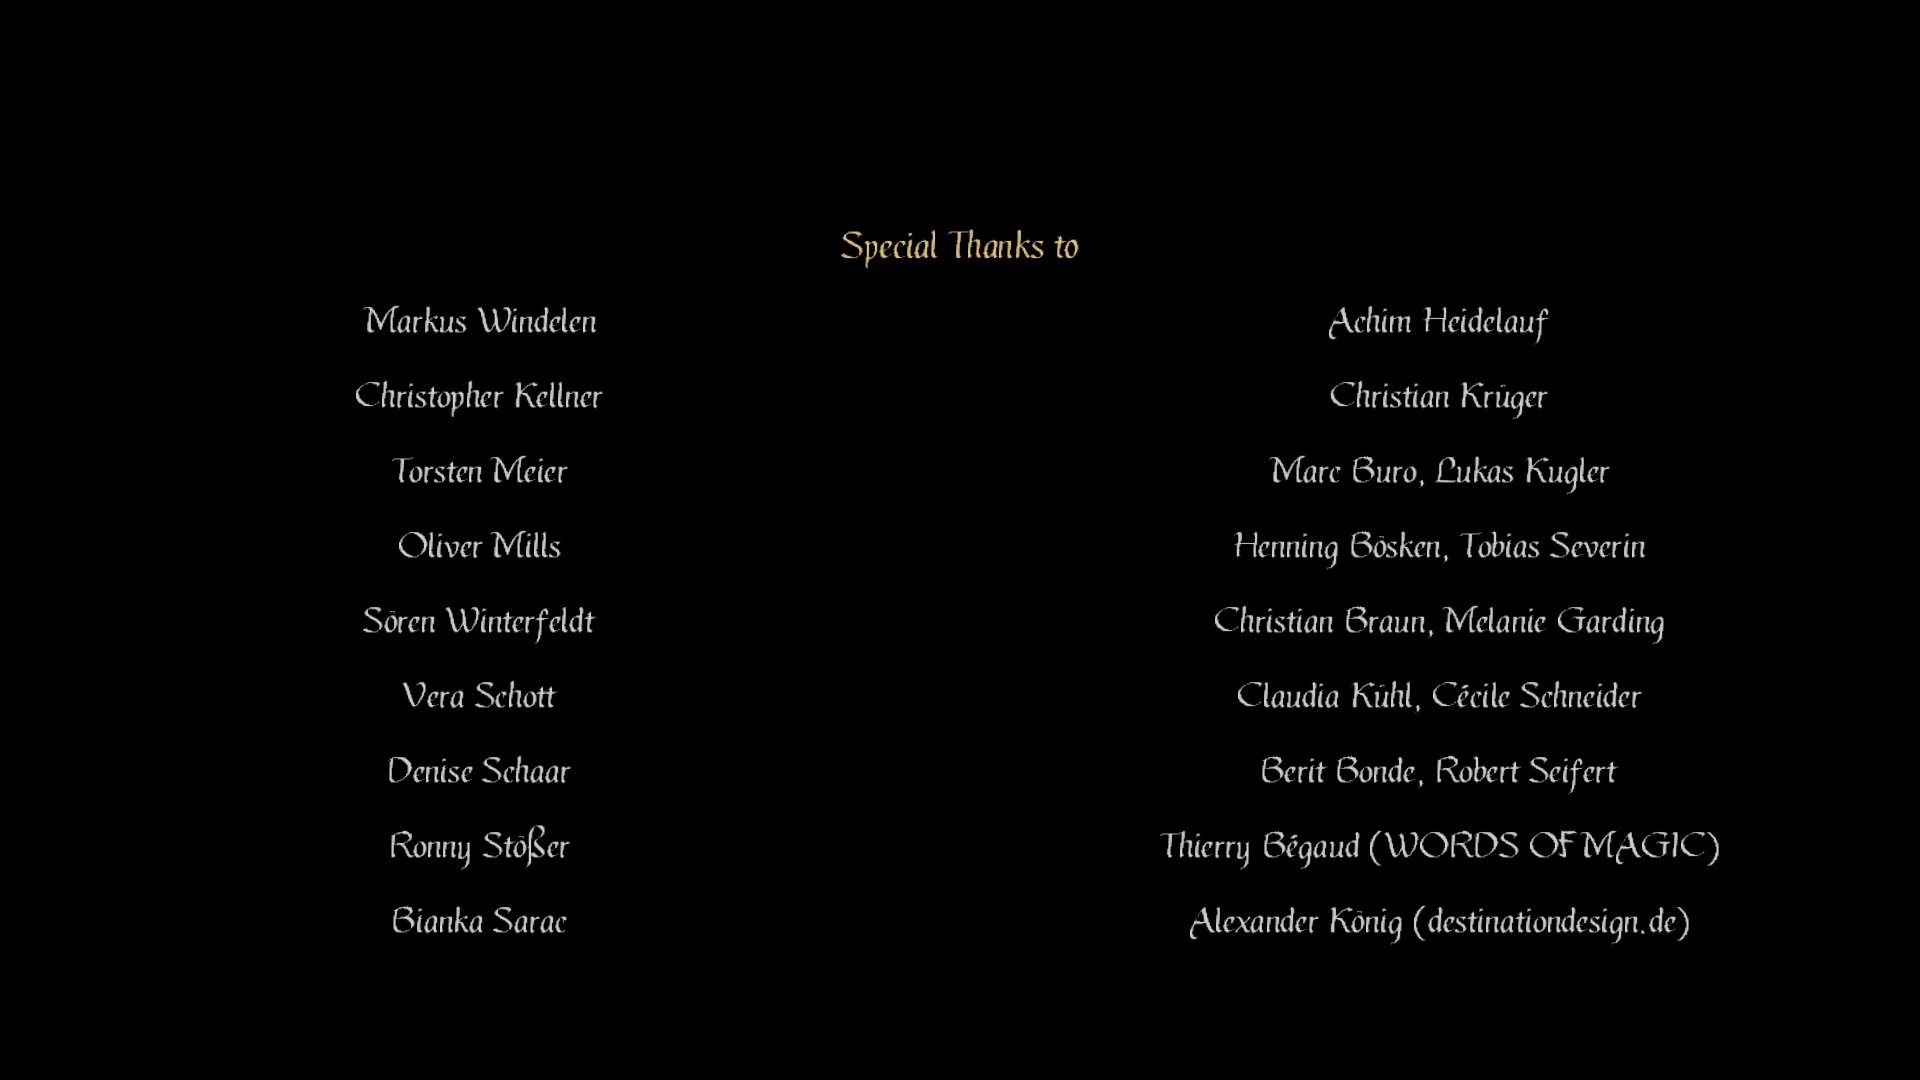 Special Thanks to
Markus Windelen
Achim Heidelauf
Christopher Kellner
Christian Krüger
Torsten Meier
Marc Buro, Lukas Kugler
Oliver Mills
Henning Bösken, Tobias Severin
Sören Winterfeldt
Christian Braun, Melanie Garding
Vera Schott
Claudia Kühl, Cécile Schneider
Denise Schaar
Berit Bonde, Robert Seifert
Ronny Stößer
Thierry Bégaud (WORDS OF MAGIC)
Bianka Sarac
Alexander König (destinationdesign.de)